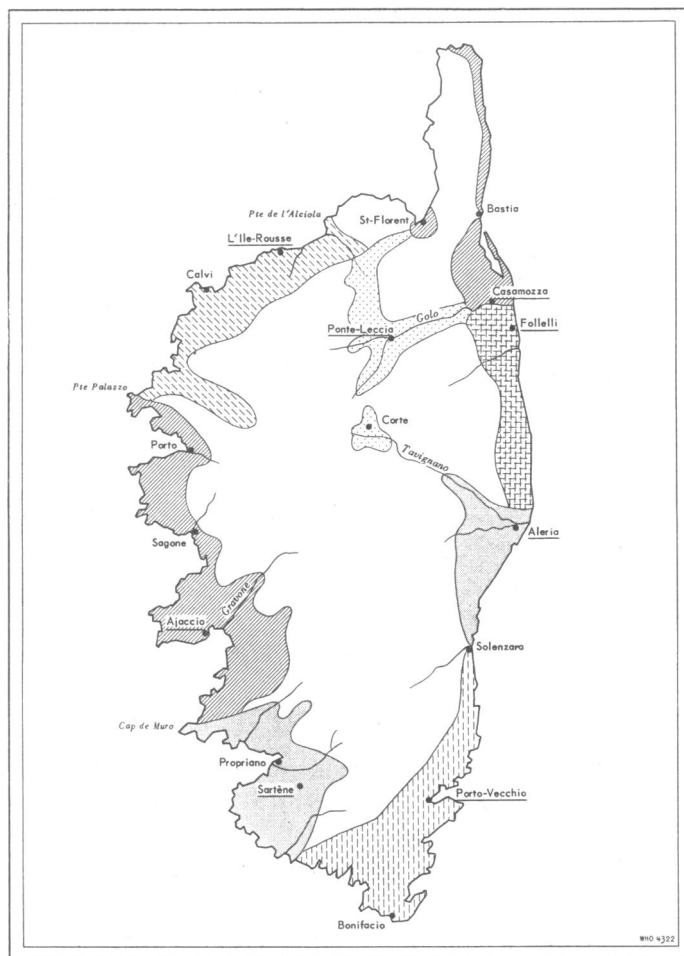 Pte de l'Alciola
St-Florent
Bastia
L'Ile-Rousse
Calvi
Casamozza
Golo
Ponte-Leccia
Follelli
Pte Palazzo
Corte
Porto
Tavignano
Aleria
Sagone
Gravone
Ajaccio
Solenzara
Cap de Muro
Propriano
Sartène
Porto-Vecchio
Bonifacio
WHO 4322